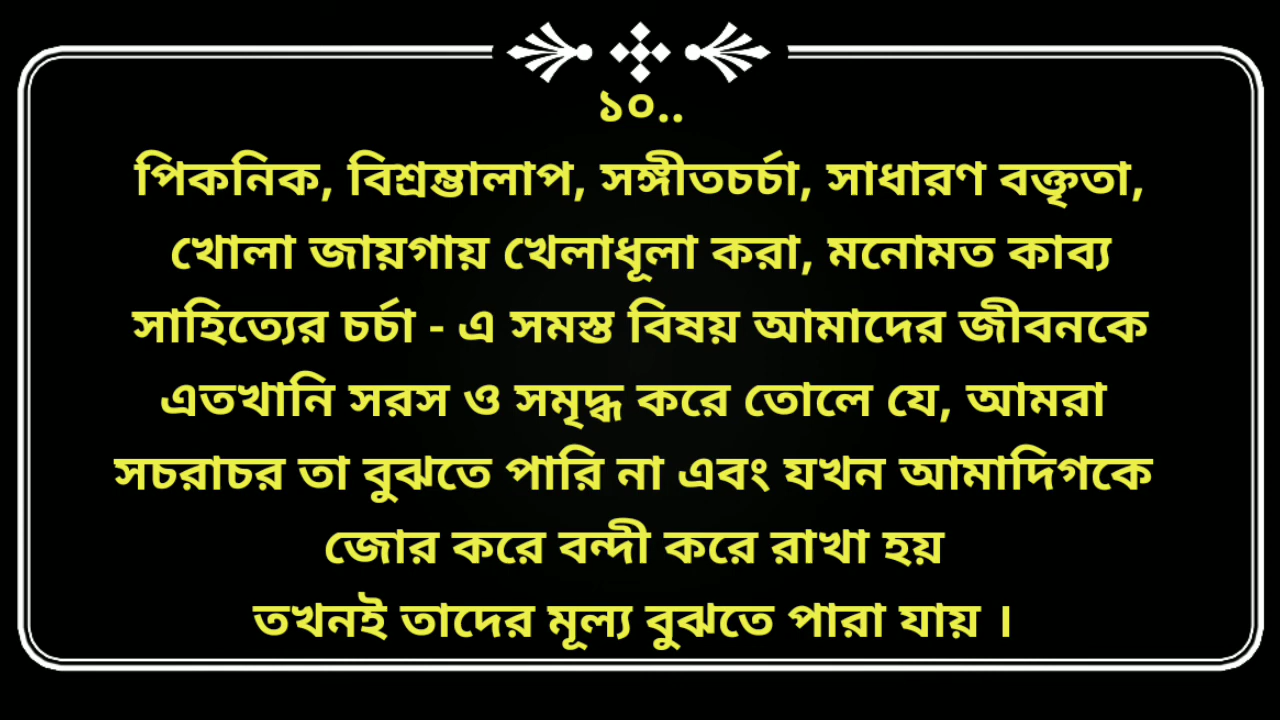 ১০..
পিকনিক, বিশ্রম্ভালাপ, সঙ্গীতচর্চা, সাধারণ বক্তৃতা,
খোলা জায়গায় খেলাধূলা করা, মনোমত কাব্য
সাহিত্যের চর্চা - এ সমস্ত বিষয় আমাদের জীবনকে
এতখানি সরস ও সমৃদ্ধ করে তোলে যে, আমরা
সচরাচর তা বুঝতে পারি না এবং যখন আমাদিগকে
জোর করে বন্দী করে রাখা হয়
তখনই তাদের মূল্য বুঝতে পারা যায় ।